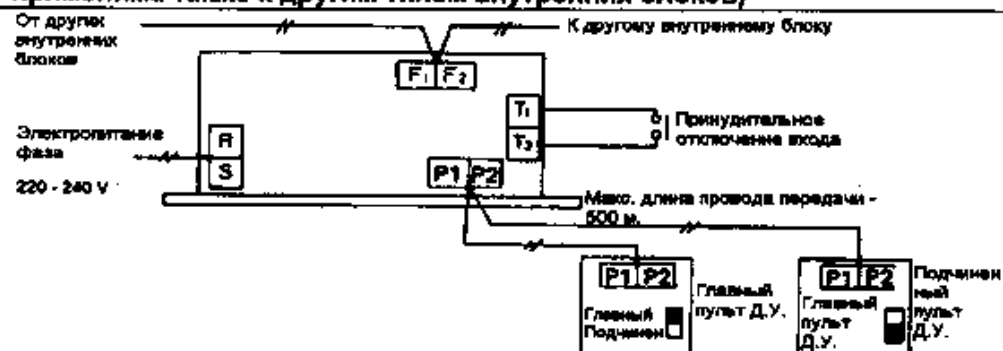 От других
внутренних
блоков
К другому внутреннему блоку
F1 F2
T1
T2
Принудительное
отключение входа
Электропитание
фаза
220 - 240 V
R
S
P1 P2
Макс. длина провода передачи -
500 м.
P1 P2
Главный
Подчинен
Главный
пульт Д.У.
P1 P2
Главный
пульт
Д.У.
Подчинен
ный
пульт
Д.У.